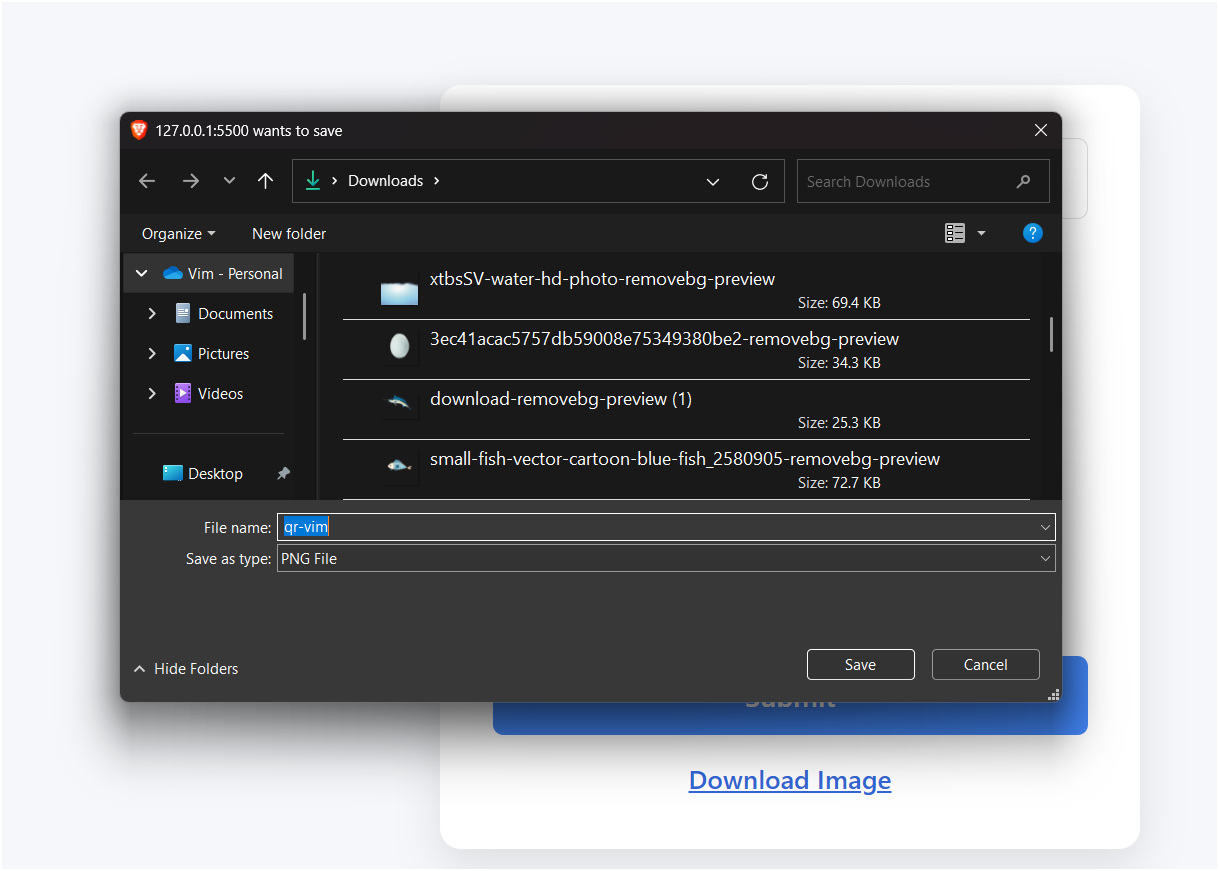 127.0.0.1:5500 wants to save
Downloads
Search Downloads
Organize
New folder
?
Vim - Personal
Documents
Pictures
Videos
Desktop
xtbsSV-water-hd-photo-removebg-preview
Size: 69.4 KB
3ec41acac5757db59008e75349380be2-removebg-preview
Size: 34.3 KB
download-removebg-preview (1)
Size: 25.3 KB
small-fish-vector-cartoon-blue-fish_2580905-removebg-preview
Size: 72.7 KB
File name: qr-vim
Save as type: PNG File
Hide Folders
Save
Cancel
Submit
Download Image